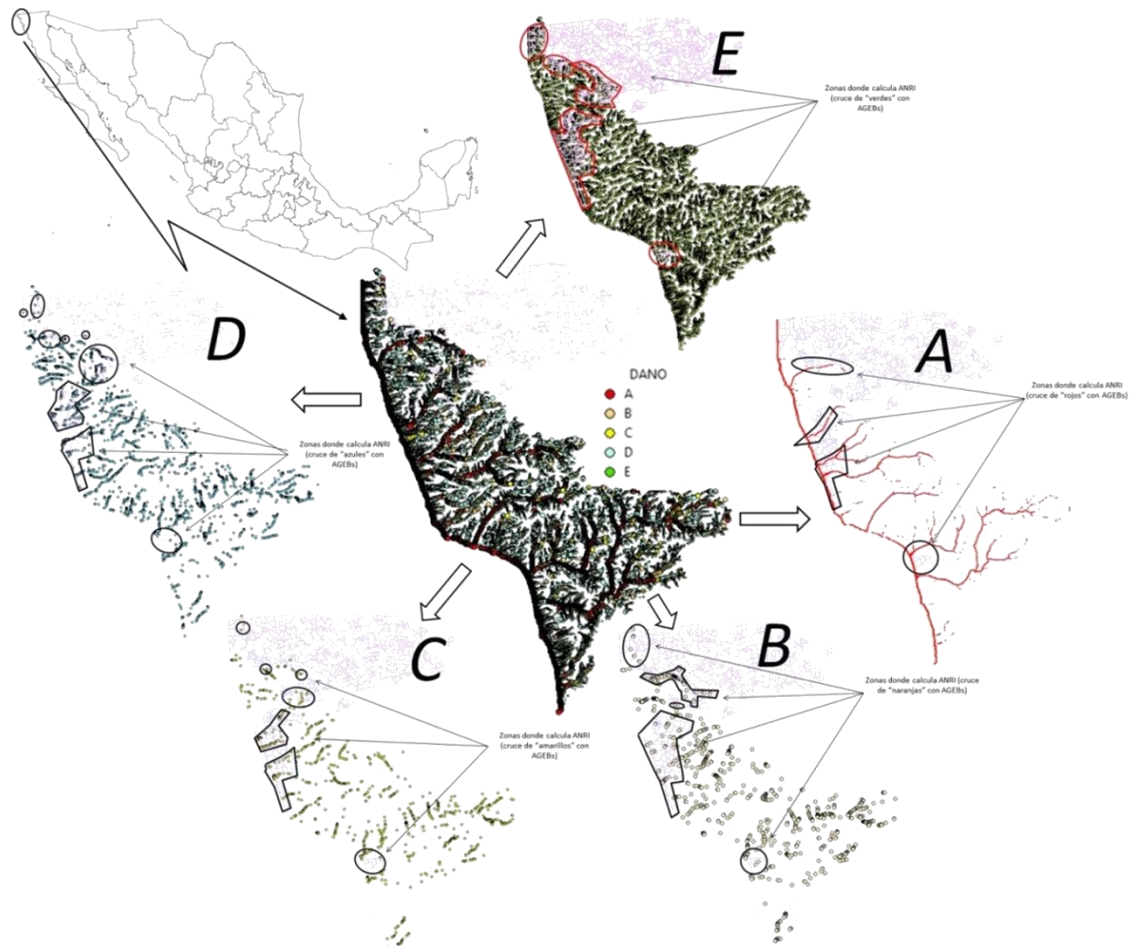 E
Zonas donde calcula ANRI
(cruce de "verdes" con
AGEBs)
D
A
DANO
A
B
C
D
E
Zonas donde calcula ANRI
(cruce de "rojos" con AGEBs)
Zonas donde calcula ANRI
(cruce de "azules" con
AGEBs)
C
B
Zonas donde calcula ANRI (cruce
de "naranjas" con AGEBs)
Zonas donde calcula ANRI
(cruce de "amarillos" con
AGEBs)